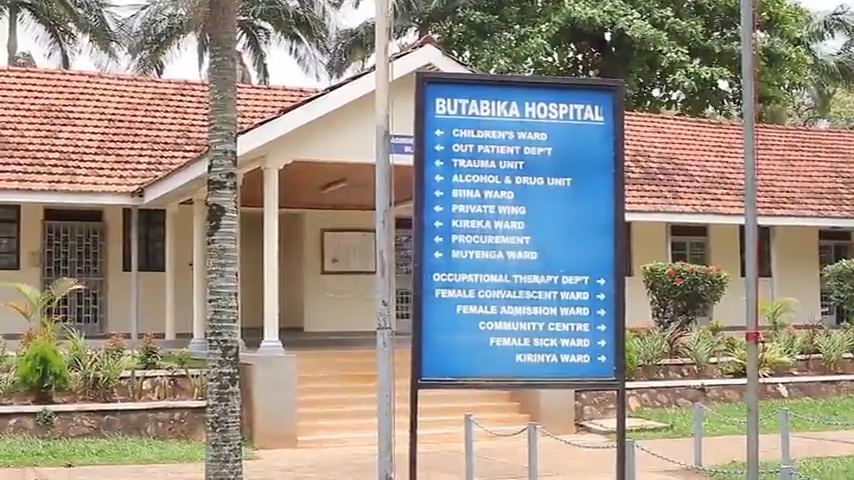 BUTABIKA HOSPITAL
← CHILDREN'S WARD
← OUT PATIENT DEP'T
← TRAUMA UNIT
← ALCOHOL & DRUG UNIT
← BIINA WARD
← PRIVATE WING
← KIREKA WARD
← PROCUREMENT
← MUYENGA WARD
OCCUPATIONAL THERAPY DEP'T →
FEMALE CONVALESCENT WARD →
FEMALE ADMISSION WARD →
COMMUNITY CENTRE →
FEMALE SICK WARD →
KIRINYA WARD →